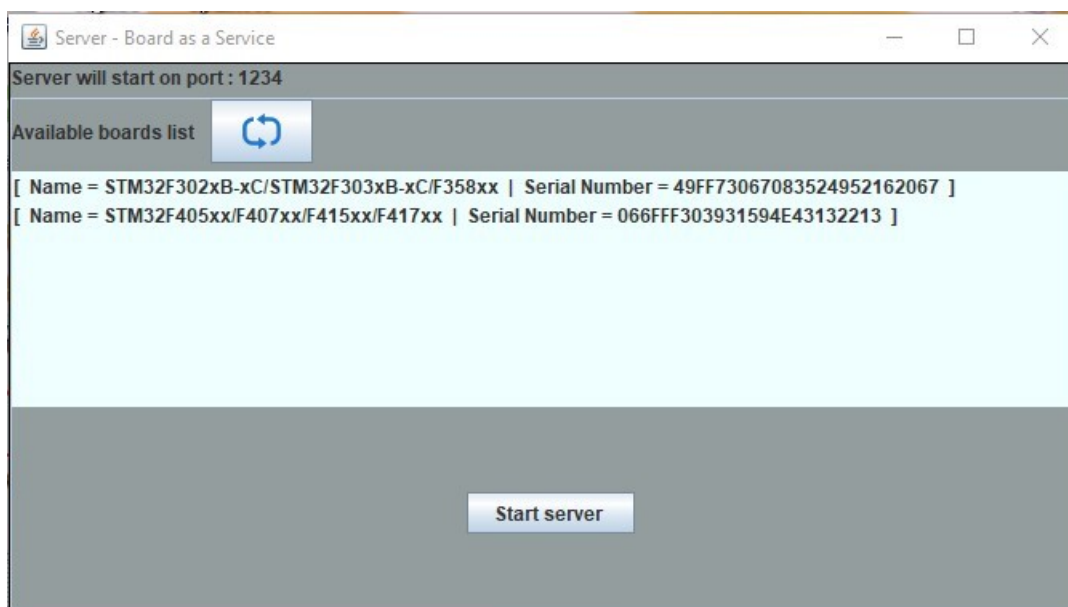 Server - Board as a Service
Server will start on port : 1234
Available boards list
[ Name = STM32F302xB-xC/STM32F303xB-xC/F358xx | Serial Number = 49FF73067083524952162067 ]
[ Name = STM32F405xx/F407xx/F415xx/F417xx | Serial Number = 066FFF303931594E43132213 ]
Start server